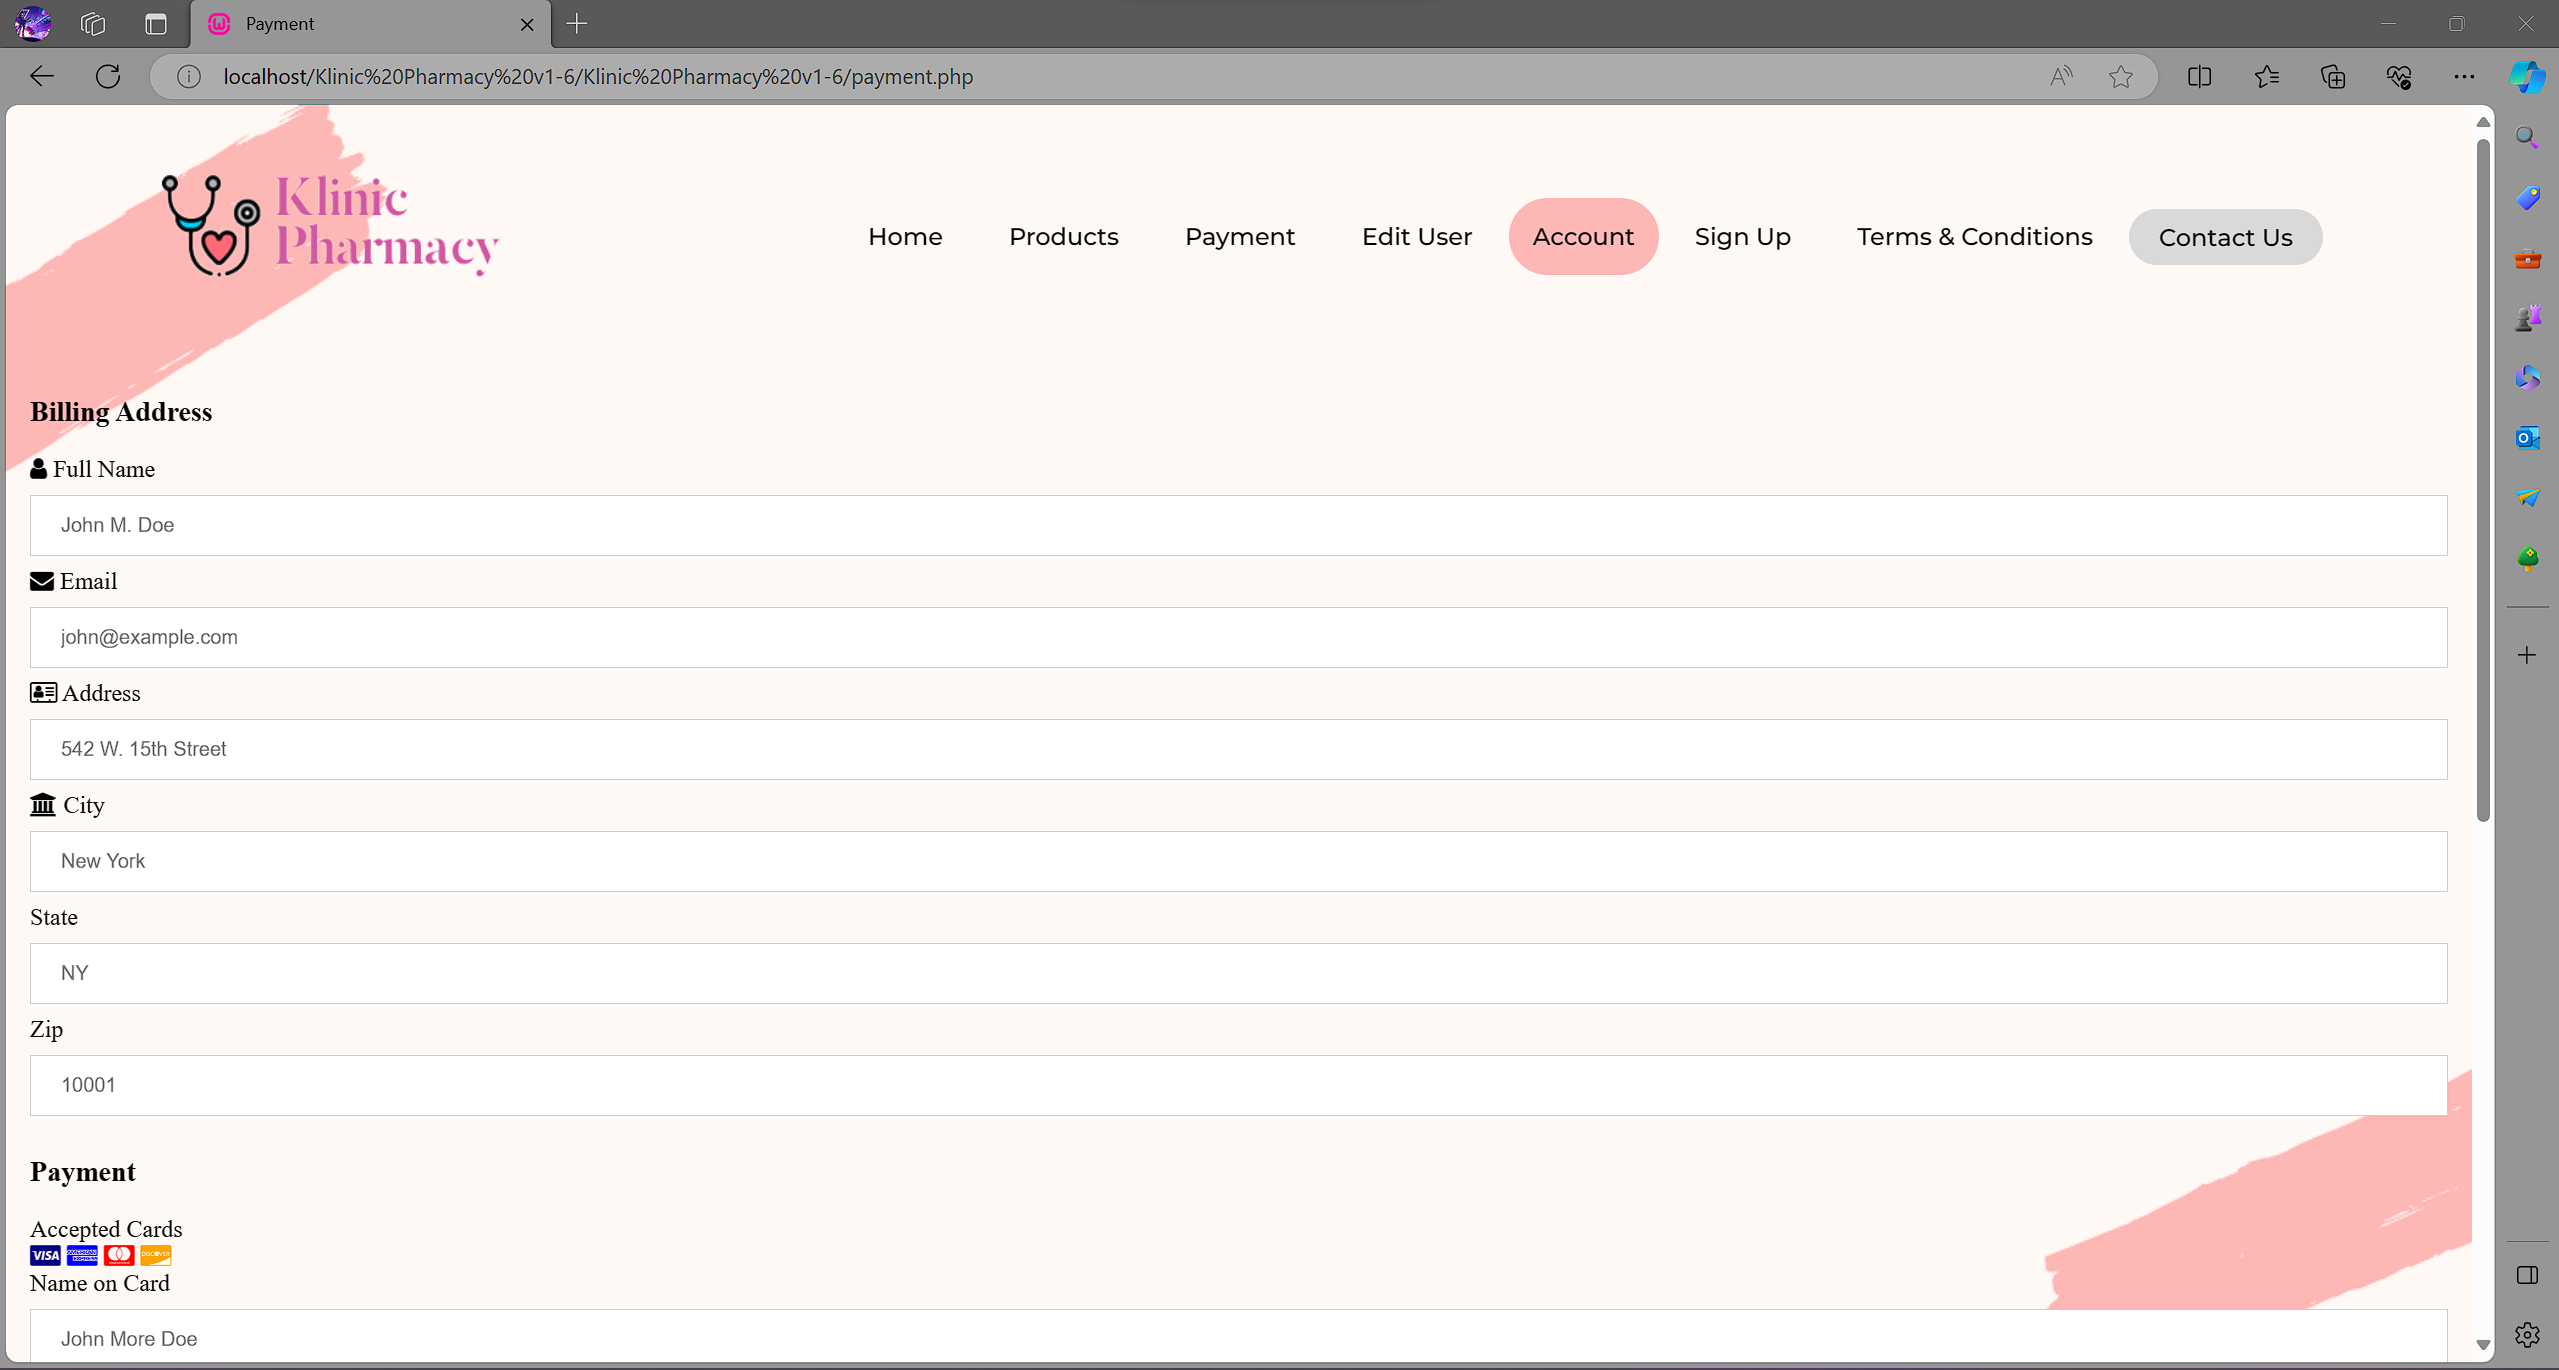 Payment
localhost/Klinic%20Pharmacy%20v1-6/Klinic%20Pharmacy%20v1-6/payment.php
Klinic
Pharmacy
Home Products Payment Edit User Account Sign Up Terms & Conditions Contact Us
Billing Address
Full Name
John M. Doe
Email
john@example.com
Address
542 W. 15th Street
City
New York
State
NY
Zip
10001
Payment
Accepted Cards
VISA AMERICAN EXPRESS DISCOVER
Name on Card
John More Doe